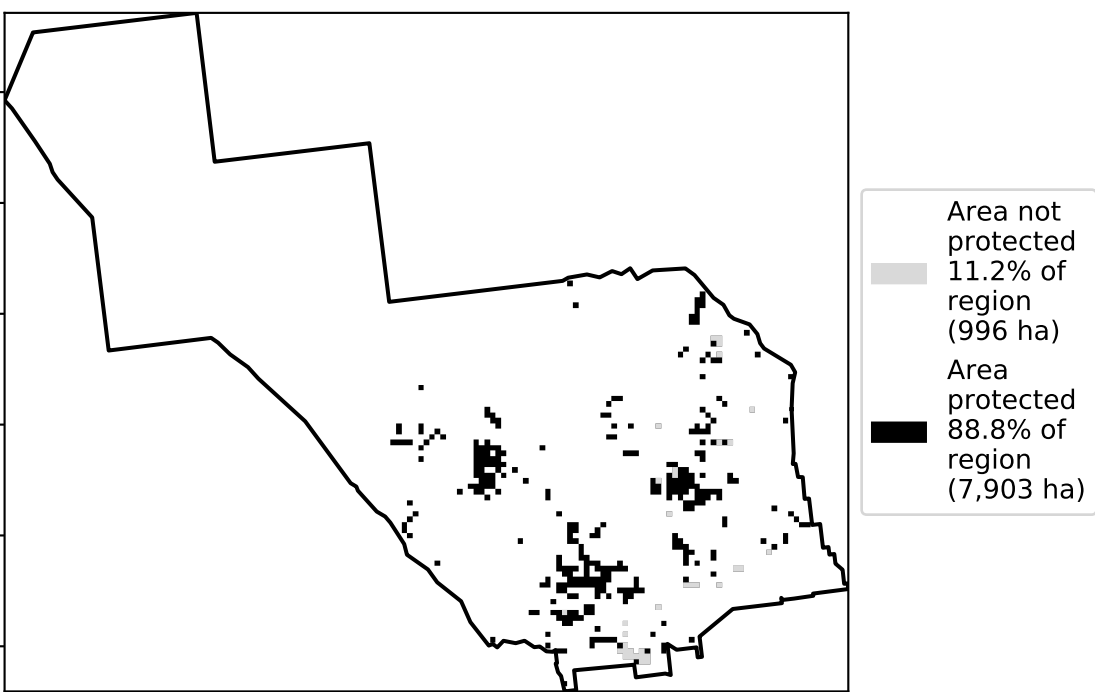 Area not
protected
11.2% of
region
(996 ha)
Area
protected
88.8% of
region
(7,903 ha)